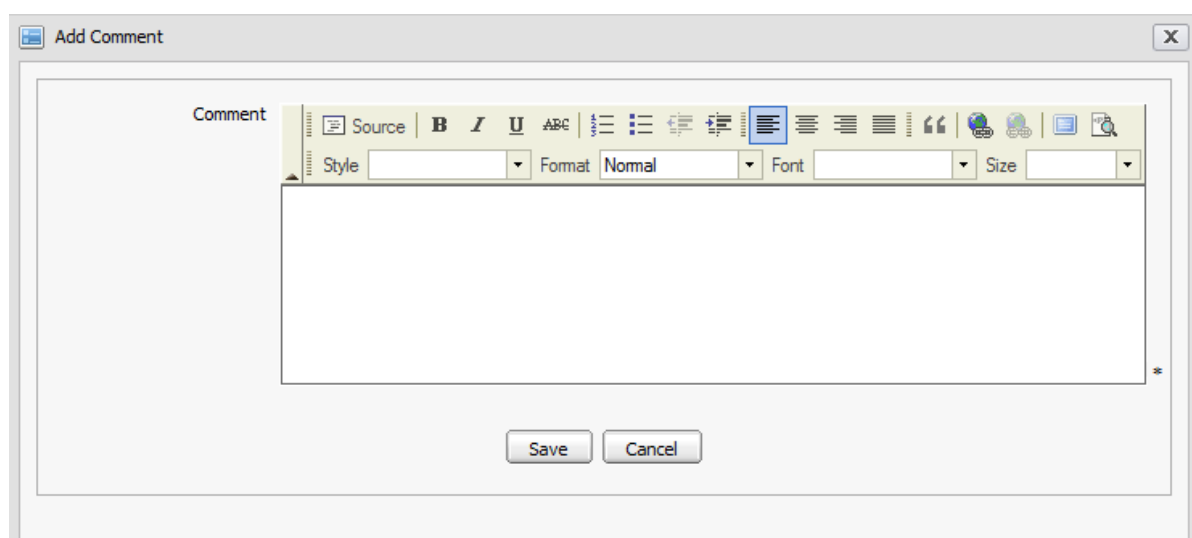 Add Comment X
Comment
Source B I U ABC
Style Format Normal Font Size
*
Save Cancel